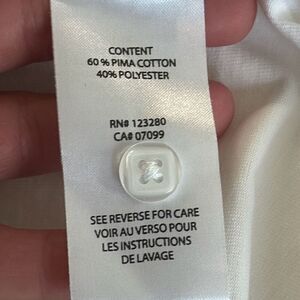 CONTENT
60 % PIMA COTTON
40% POLYESTER
RN# 123280
CA# 07099
SEE REVERSE FOR CARE
VOIR AU VERSO POUR
LES INSTRUCTIONS
DE LAVAGE